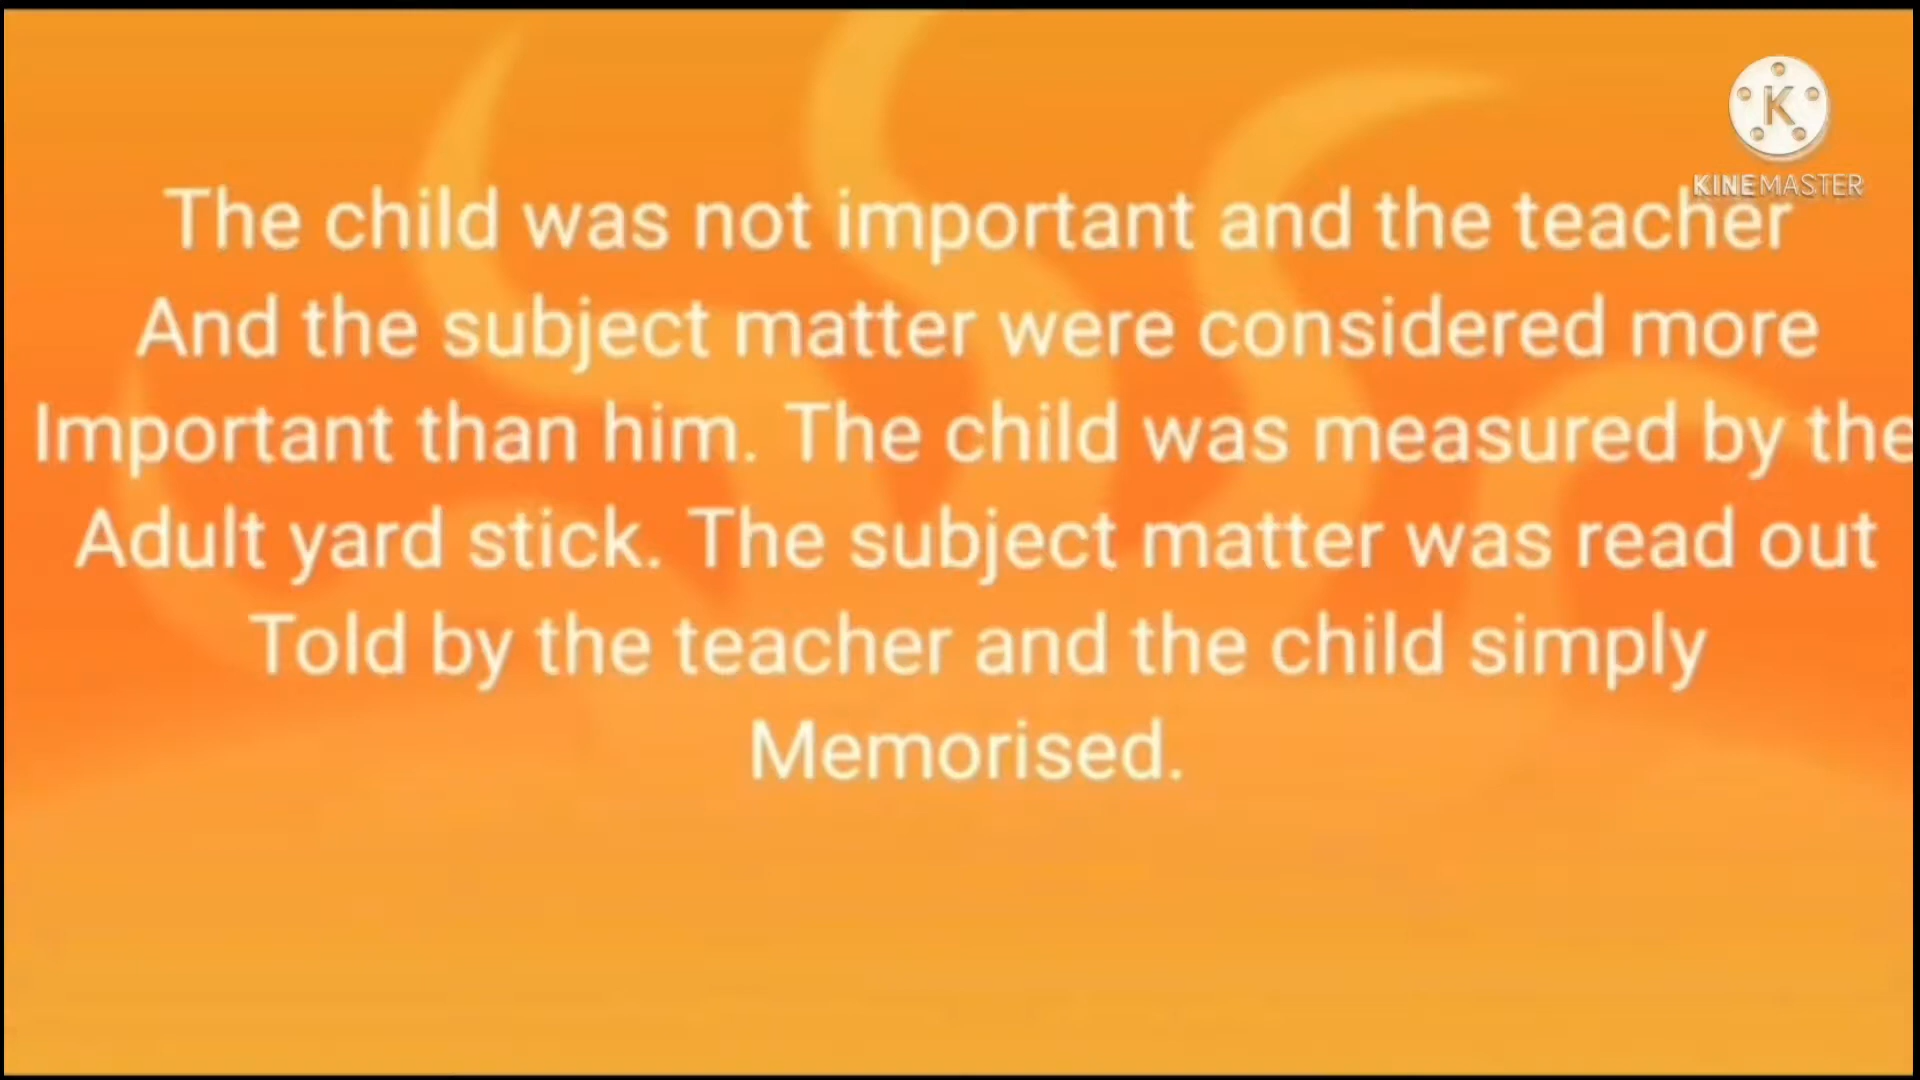 K
KINEMASTER
The child was not important and the teacher
And the subject matter were considered more
Important than him. The child was measured by the
Adult yard stick. The subject matter was read out
Told by the teacher and the child simply
Memorised.